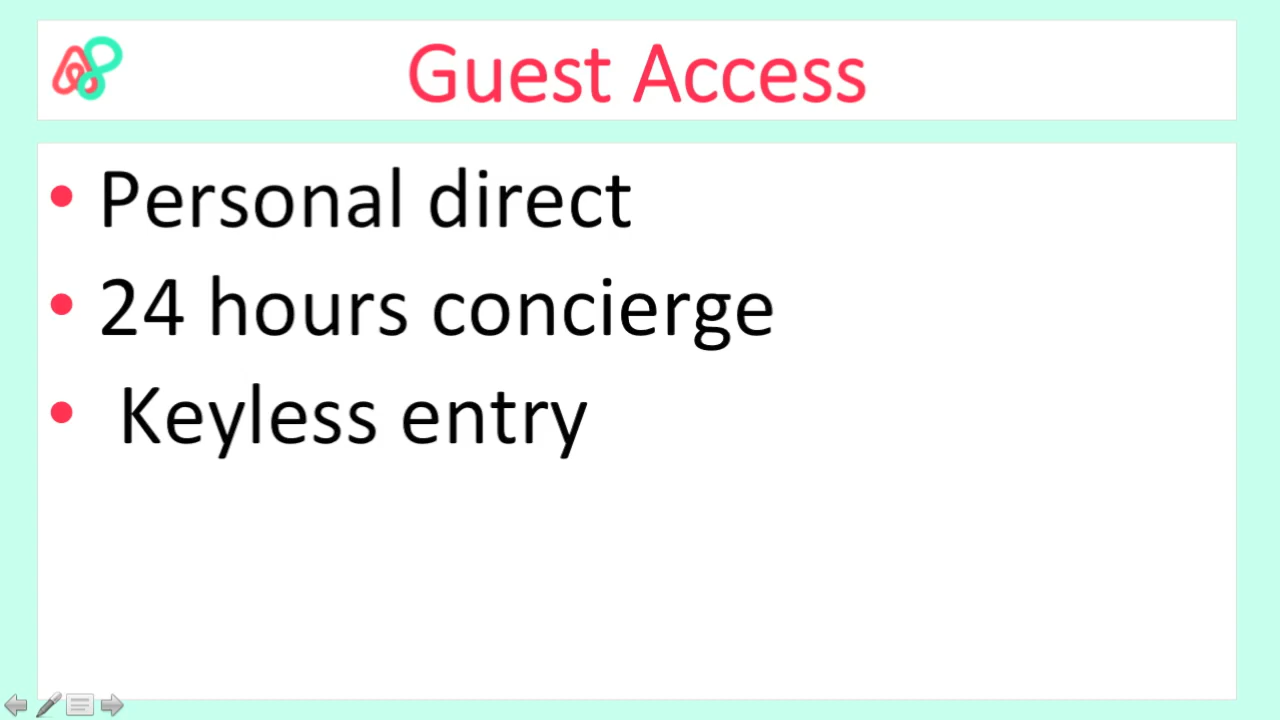 Guest Access
• Personal direct
• 24 hours concierge
• Keyless entry